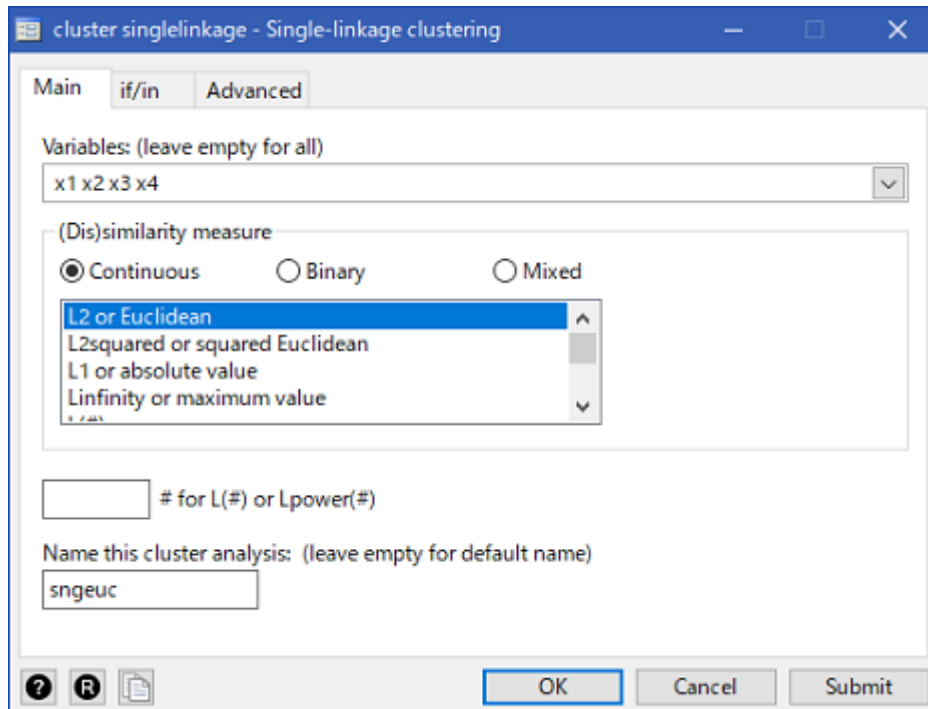 cluster singlelinkage - Single-linkage clustering
Main if/in Advanced
Variables: (leave empty for all)
x1 x2 x3 x4
(Dis)similarity measure
Continuous Binary Mixed
L2 or Euclidean
L2squared or squared Euclidean
L1 or absolute value
Linfinity or maximum value
L(#)
# for L(#) or Lpower(#)
Name this cluster analysis: (leave empty for default name)
sngeuc
? R OK Cancel Submit